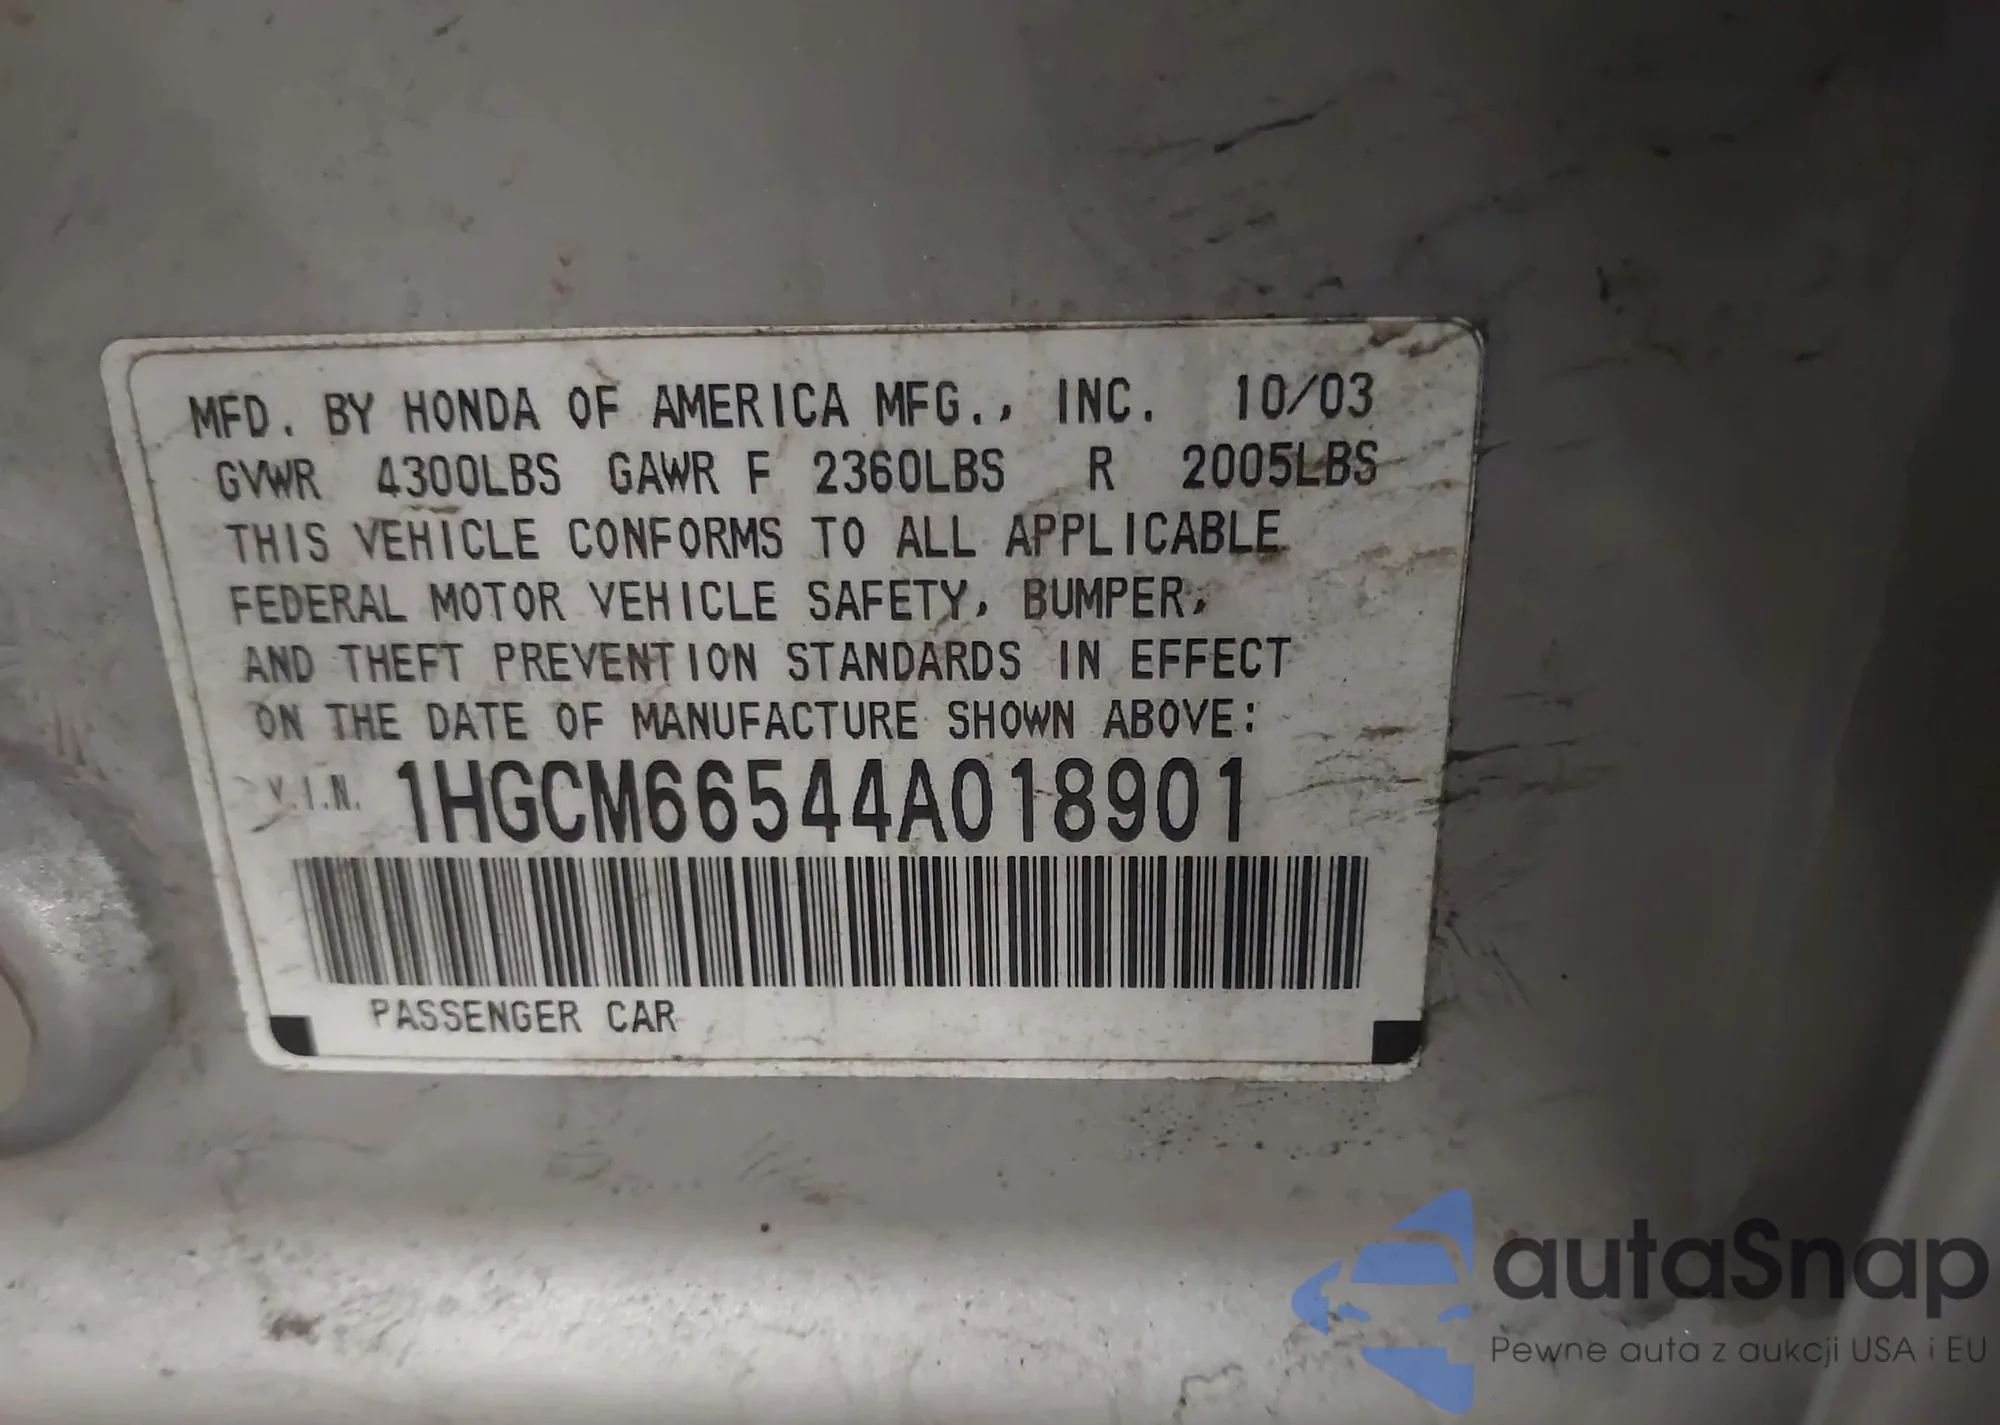 MFD. BY HONDA OF AMERICA MFG., INC. 10/03
GVWR 4300LBS GAWR F 2360LBS R 2005LBS
THIS VEHICLE CONFORMS TO ALL APPLICABLE
FEDERAL MOTOR VEHICLE SAFETY, BUMPER,
AND THEFT PREVENTION STANDARDS IN EFFECT
ON THE DATE OF MANUFACTURE SHOWN ABOVE:
V.I.N. 1HGCM66544A018901
PASSENGER CAR
autaSnap
Pewne auta z aukcji USA i EU